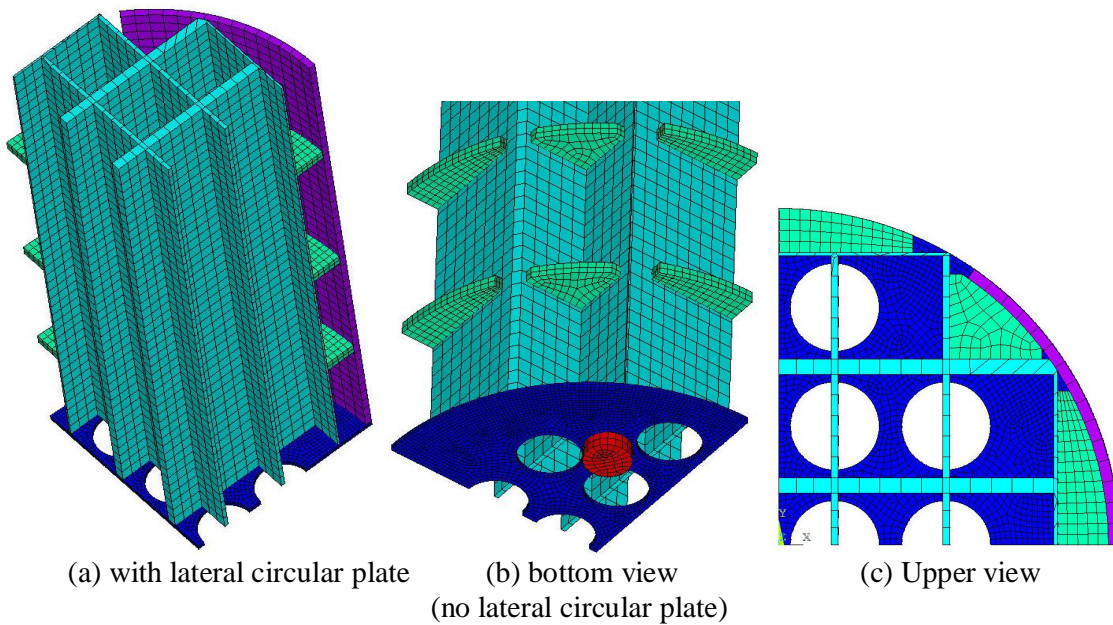 Y
X
(a) with lateral circular plate
(b) bottom view
(no lateral circular plate)
(c) Upper view